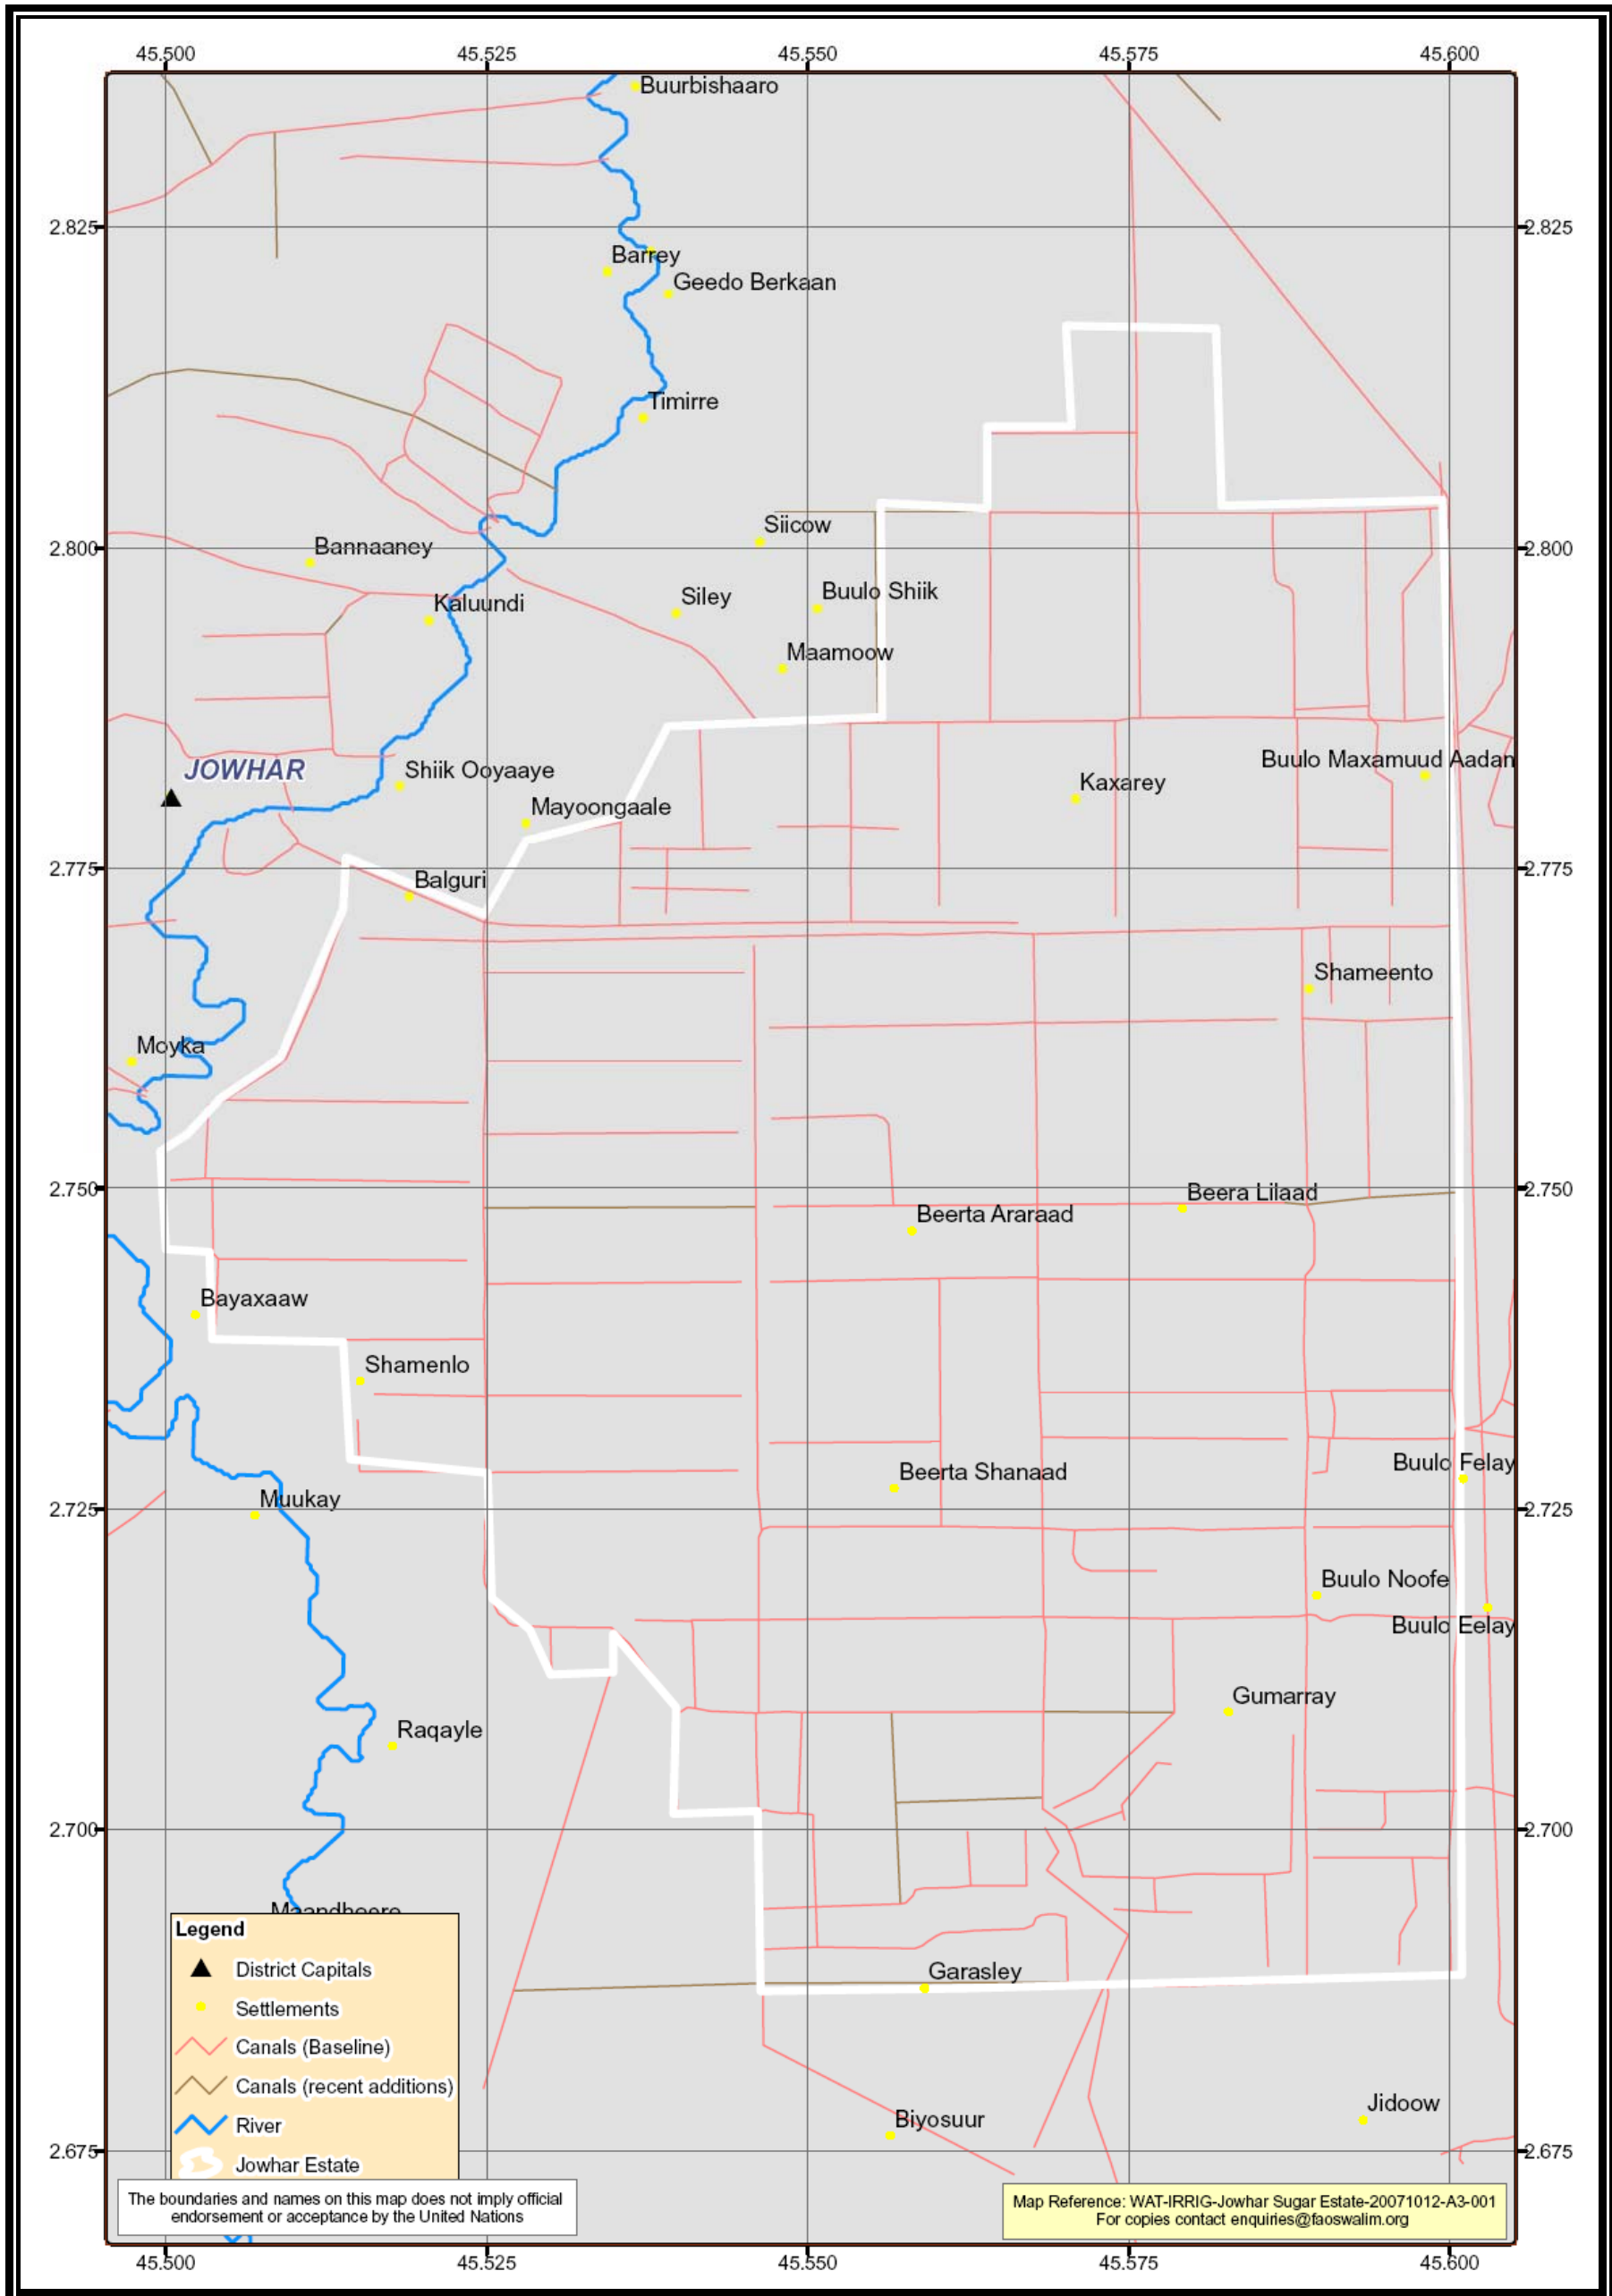 45.500 45.525 45.550 45.575 45.600
Buurbishaaro
2.825 2.825
Barrey
Geedo Berkaan
Timirre
Siicow
2.800 2.800
Bannaaney
Buulo Shiik
Siley
Kaluundi
Maamoow
Buulo Maxamuud Aadan
JOWHAR
Shiik Ooyaaye
Kaxarey
Mayoongaale
2.775 2.775
Balguri
Shameento
Moyka
2.750 2.750
Beera Lilaad
Beerta Araraad
Bayaxaaw
Shamenlo
Buulo Felay
Beerta Shanaad
Muukay
2.725 2.725
Buulo Noofe
Buulo Eelay
Gumarray
Raqayle
2.700 2.700
Maandheere
Legend
District Capitals
Settlements
Canals (Baseline)
Canals (recent additions)
River
Jowhar Estate
Garasley
Jidoow
Biyosuur
2.675 2.675
The boundaries and names on this map does not imply official
endorsement or acceptance by the United Nations
Map Reference: WAT-IRRIG-Jowhar Sugar Estate-20071012-A3-001
For copies contact enquiries@faoswalim.org
45.500 45.525 45.550 45.575 45.600